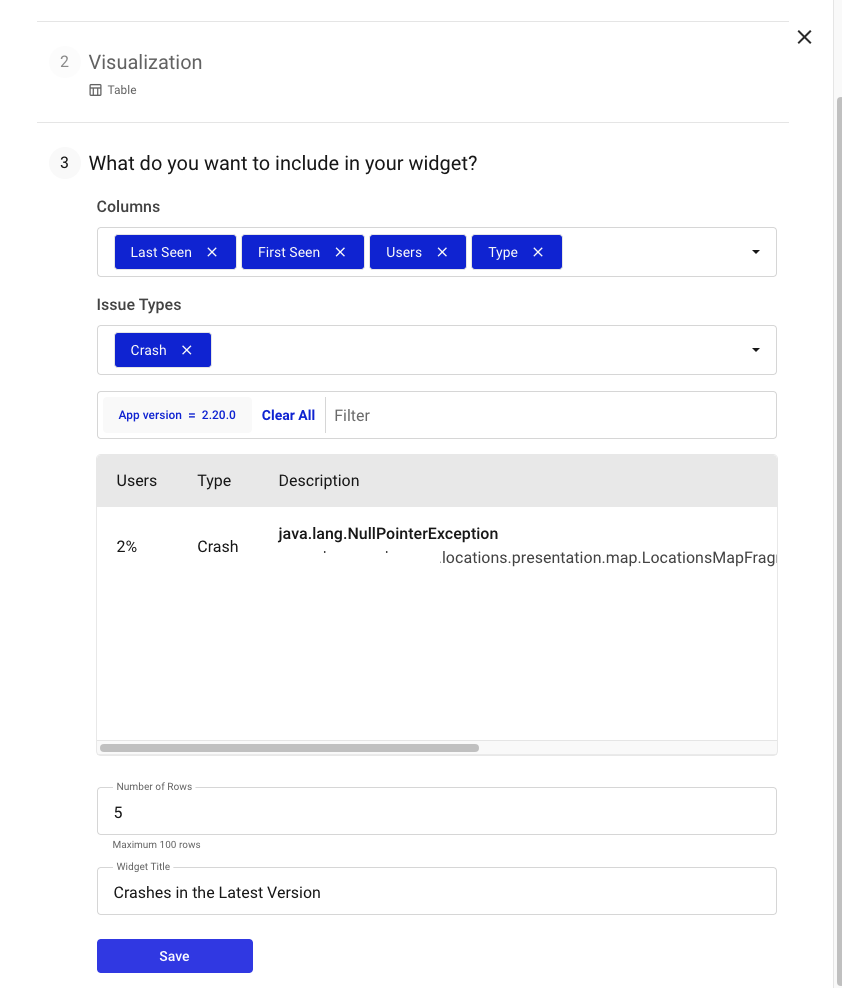 2 Visualization
Table
3 What do you want to include in your widget?
Columns
Last Seen First Seen Users Type
Issue Types
Crash
App version = 2.20.0 Clear All Filter
Users Type Description
java.lang.NullPointerException
2% Crash
.locations.presentation.map.LocationsMapFrag
Number of Rows
5
Maximum 100 rows
Widget Title
Crashes in the Latest Version
Save